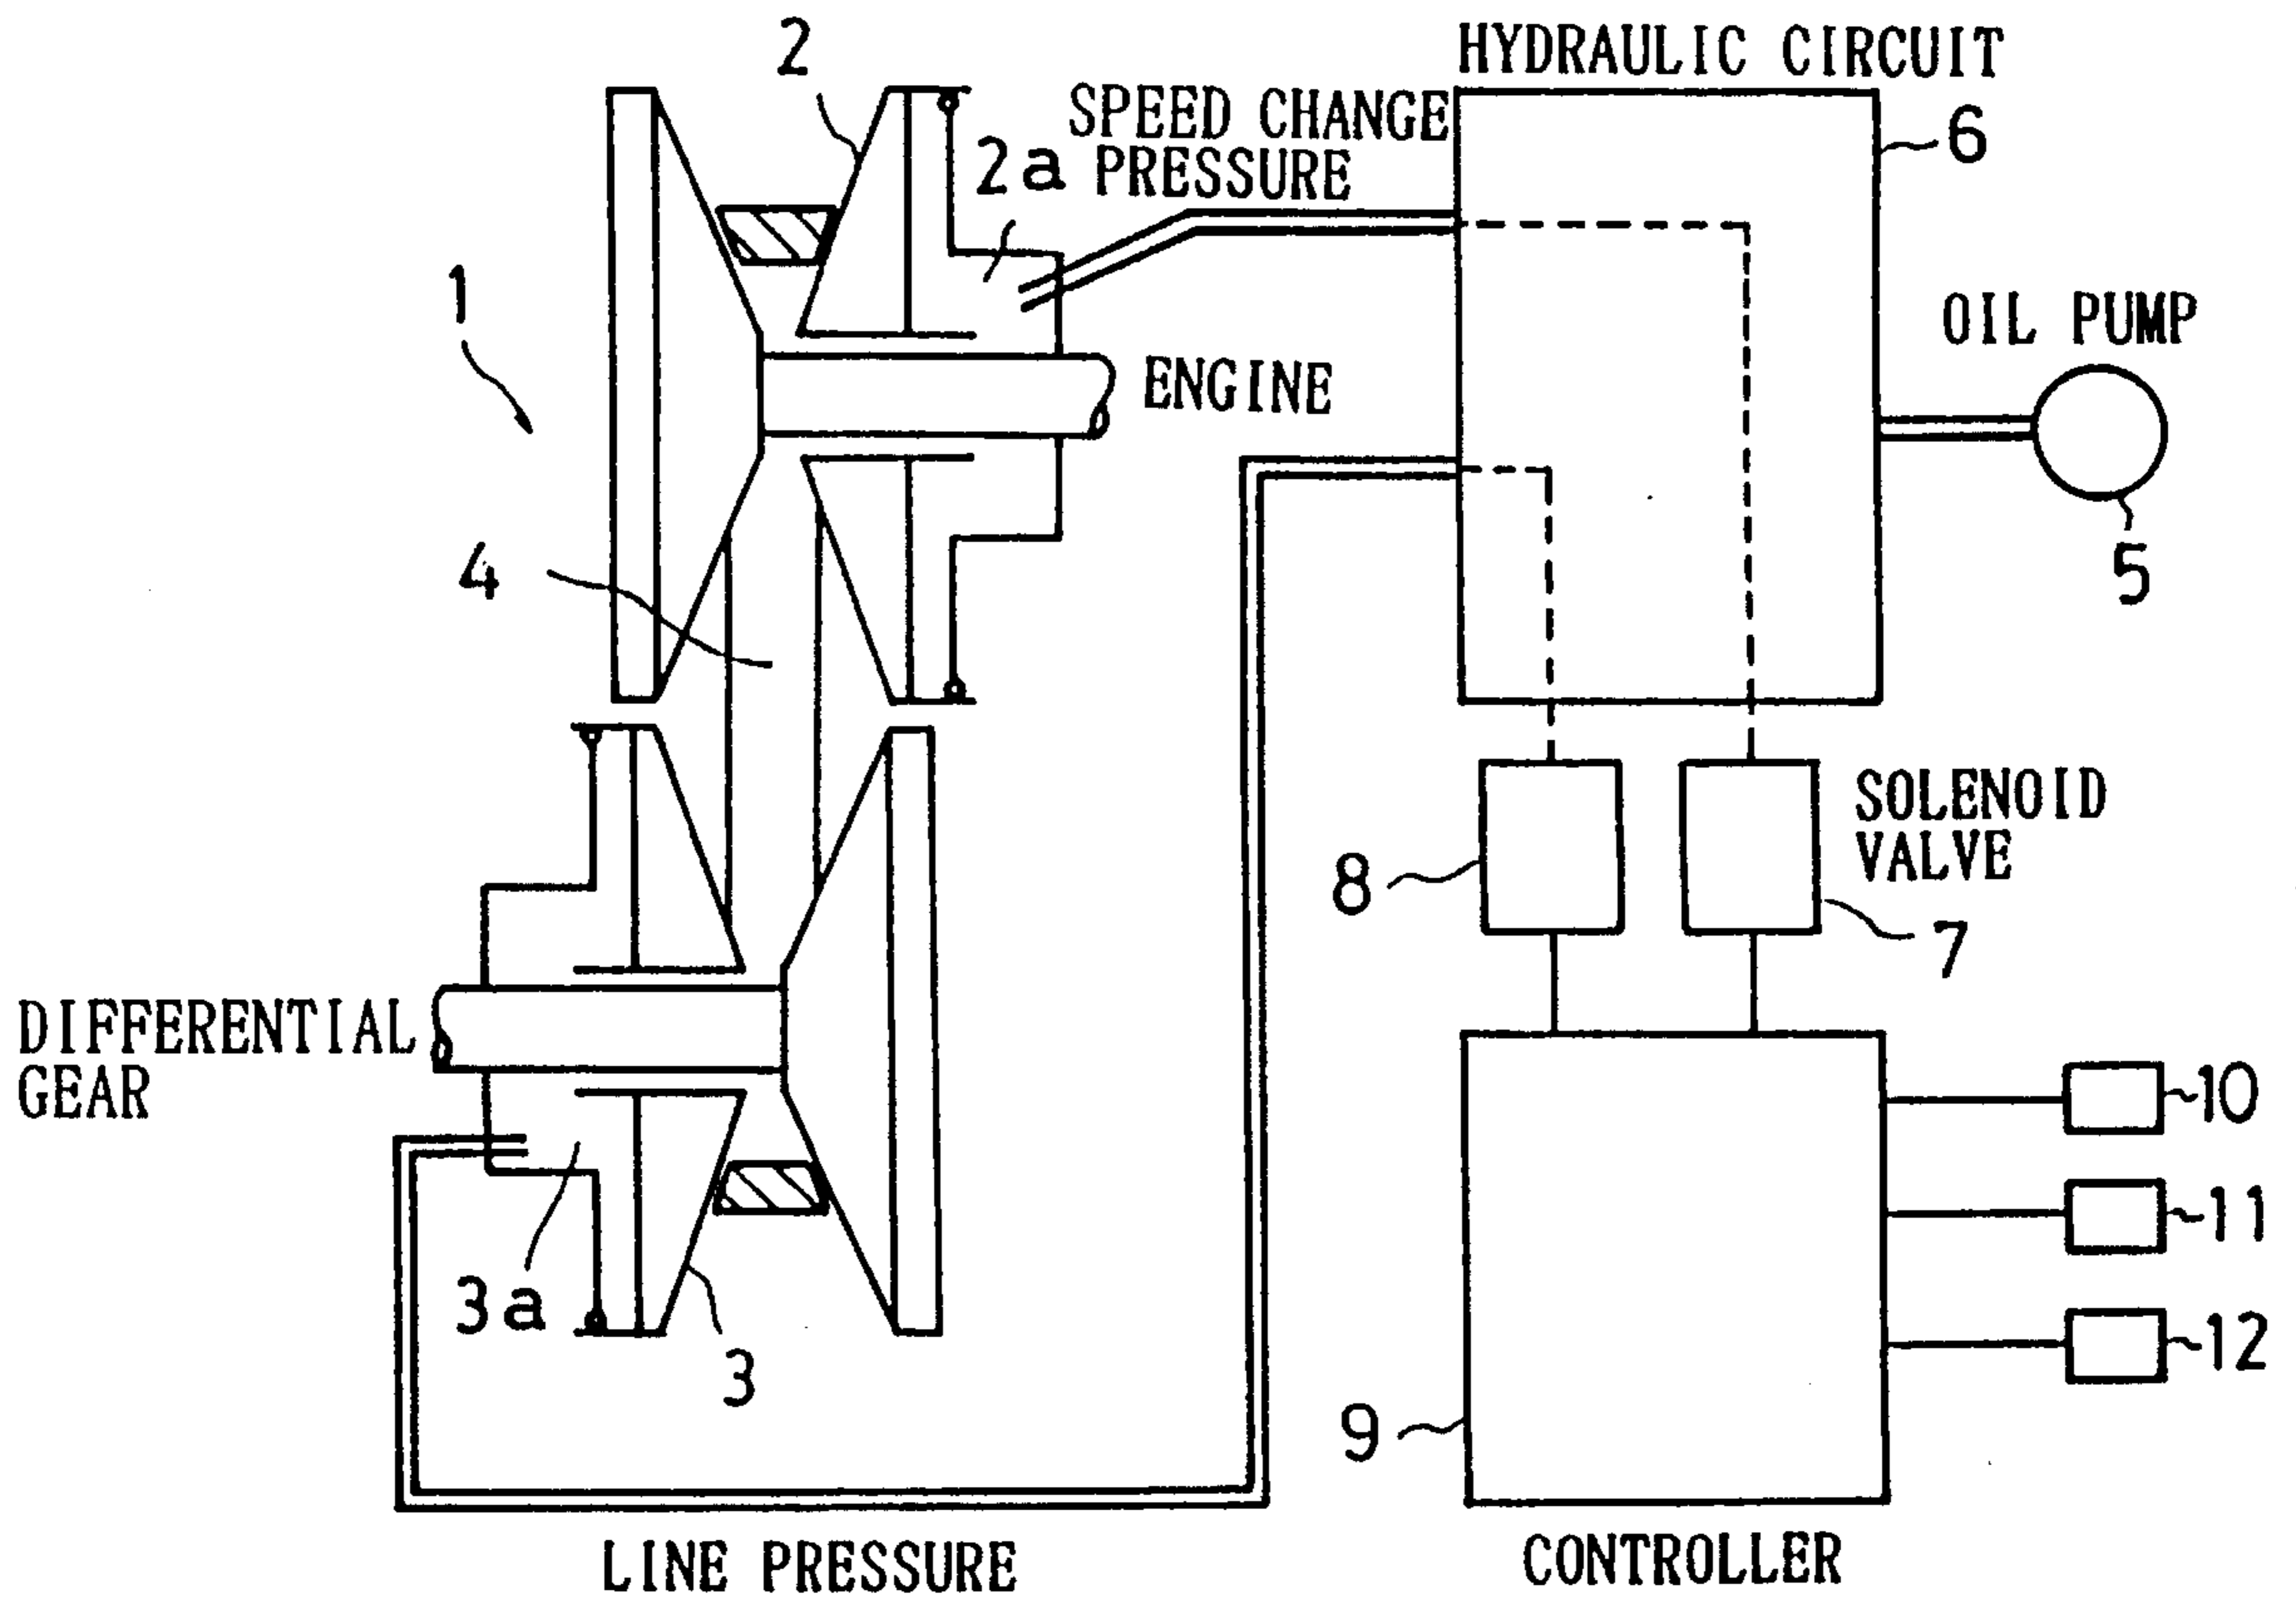 HYDRAULIC CIRCUIT
2
SPEED CHANGE
PRESSURE
2a
6
1
OIL PUMP
ENGINE
5
4
SOLENOID
VALVE
8
7
DIFFERENTIAL
GEAR
10
11
3a
12
3
9
LINE PRESSURE
CONTROLLER